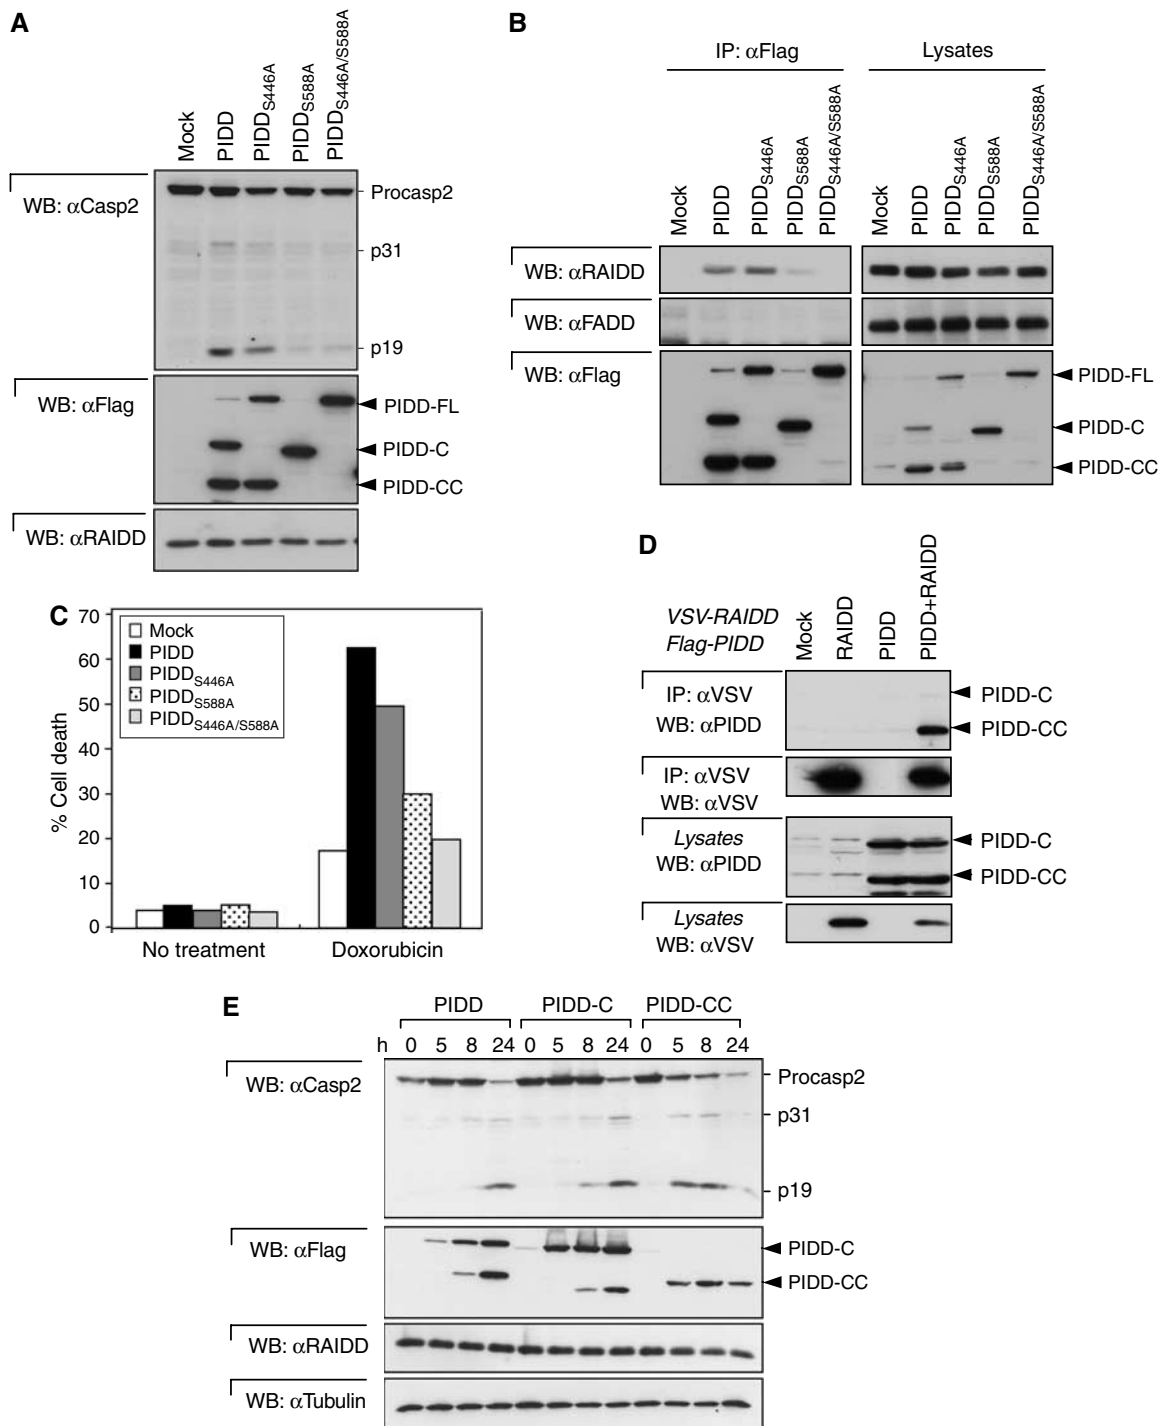 A
Mock
PIDD
PIDDS446A
PIDDS588A
PIDDS446A/S588A
WB: αCasp2
Procasp2
p31
p19
WB: αFlag
PIDD-FL
PIDD-C
PIDD-CC
WB: αRAIDD
B
IP: αFlag
Lysates
Mock
PIDD
PIDDS446A
PIDDS588A
PIDDS446A/S588A
Mock
PIDD
PIDDS446A
PIDDS588A
PIDDS446A/S588A
WB: αRAIDD
WB: αFADD
WB: αFlag
PIDD-FL
PIDD-C
PIDD-CC
C
% Cell death
70
60
50
40
30
20
10
0
Mock
PIDD
PIDDS446A
PIDDS588A
PIDDS446A/S588A
No treatment
Doxorubicin
D
VSV-RAIDD
Flag-PIDD
Mock
RAIDD
PIDD
PIDD+RAIDD
IP: αVSV
WB: αPIDD
PIDD-C
PIDD-CC
IP: αVSV
WB: αVSV
Lysates
WB: αPIDD
PIDD-C
PIDD-CC
Lysates
WB: αVSV
E
PIDD PIDD-C PIDD-CC
h 0 5 8 24 0 5 8 24 0 5 8 24
WB: αCasp2
Procasp2
p31
p19
WB: αFlag
PIDD-C
PIDD-CC
WB: αRAIDD
WB: αTubulin